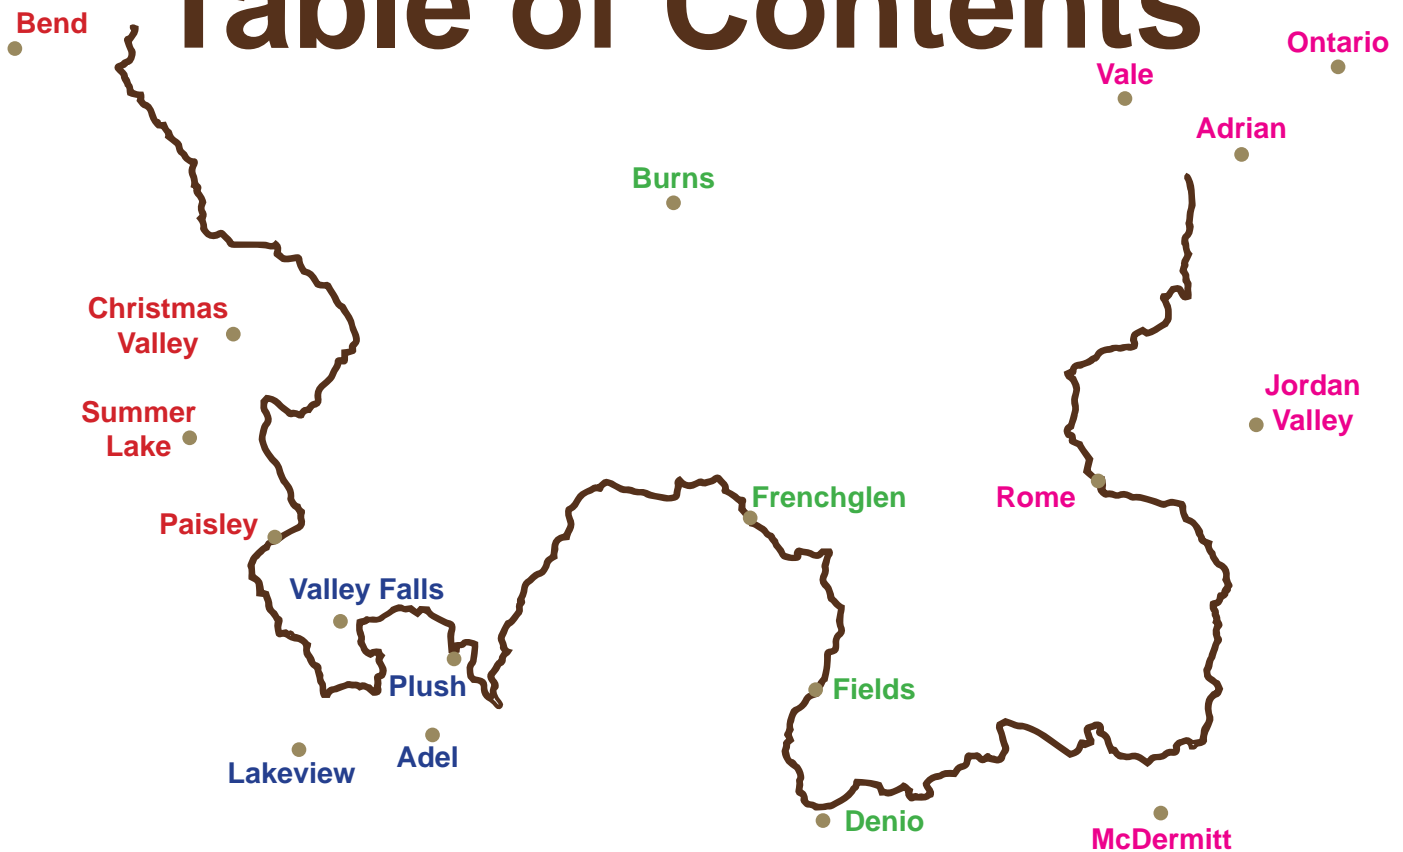 Table of Contents
Bend
Ontario
Vale
Adrian
Burns
Christmas
Valley
Jordan
Valley
Summer
Lake
Frenchglen
Rome
Paisley
Valley Falls
Plush
Fields
Adel
Lakeview
Denio
McDermitt